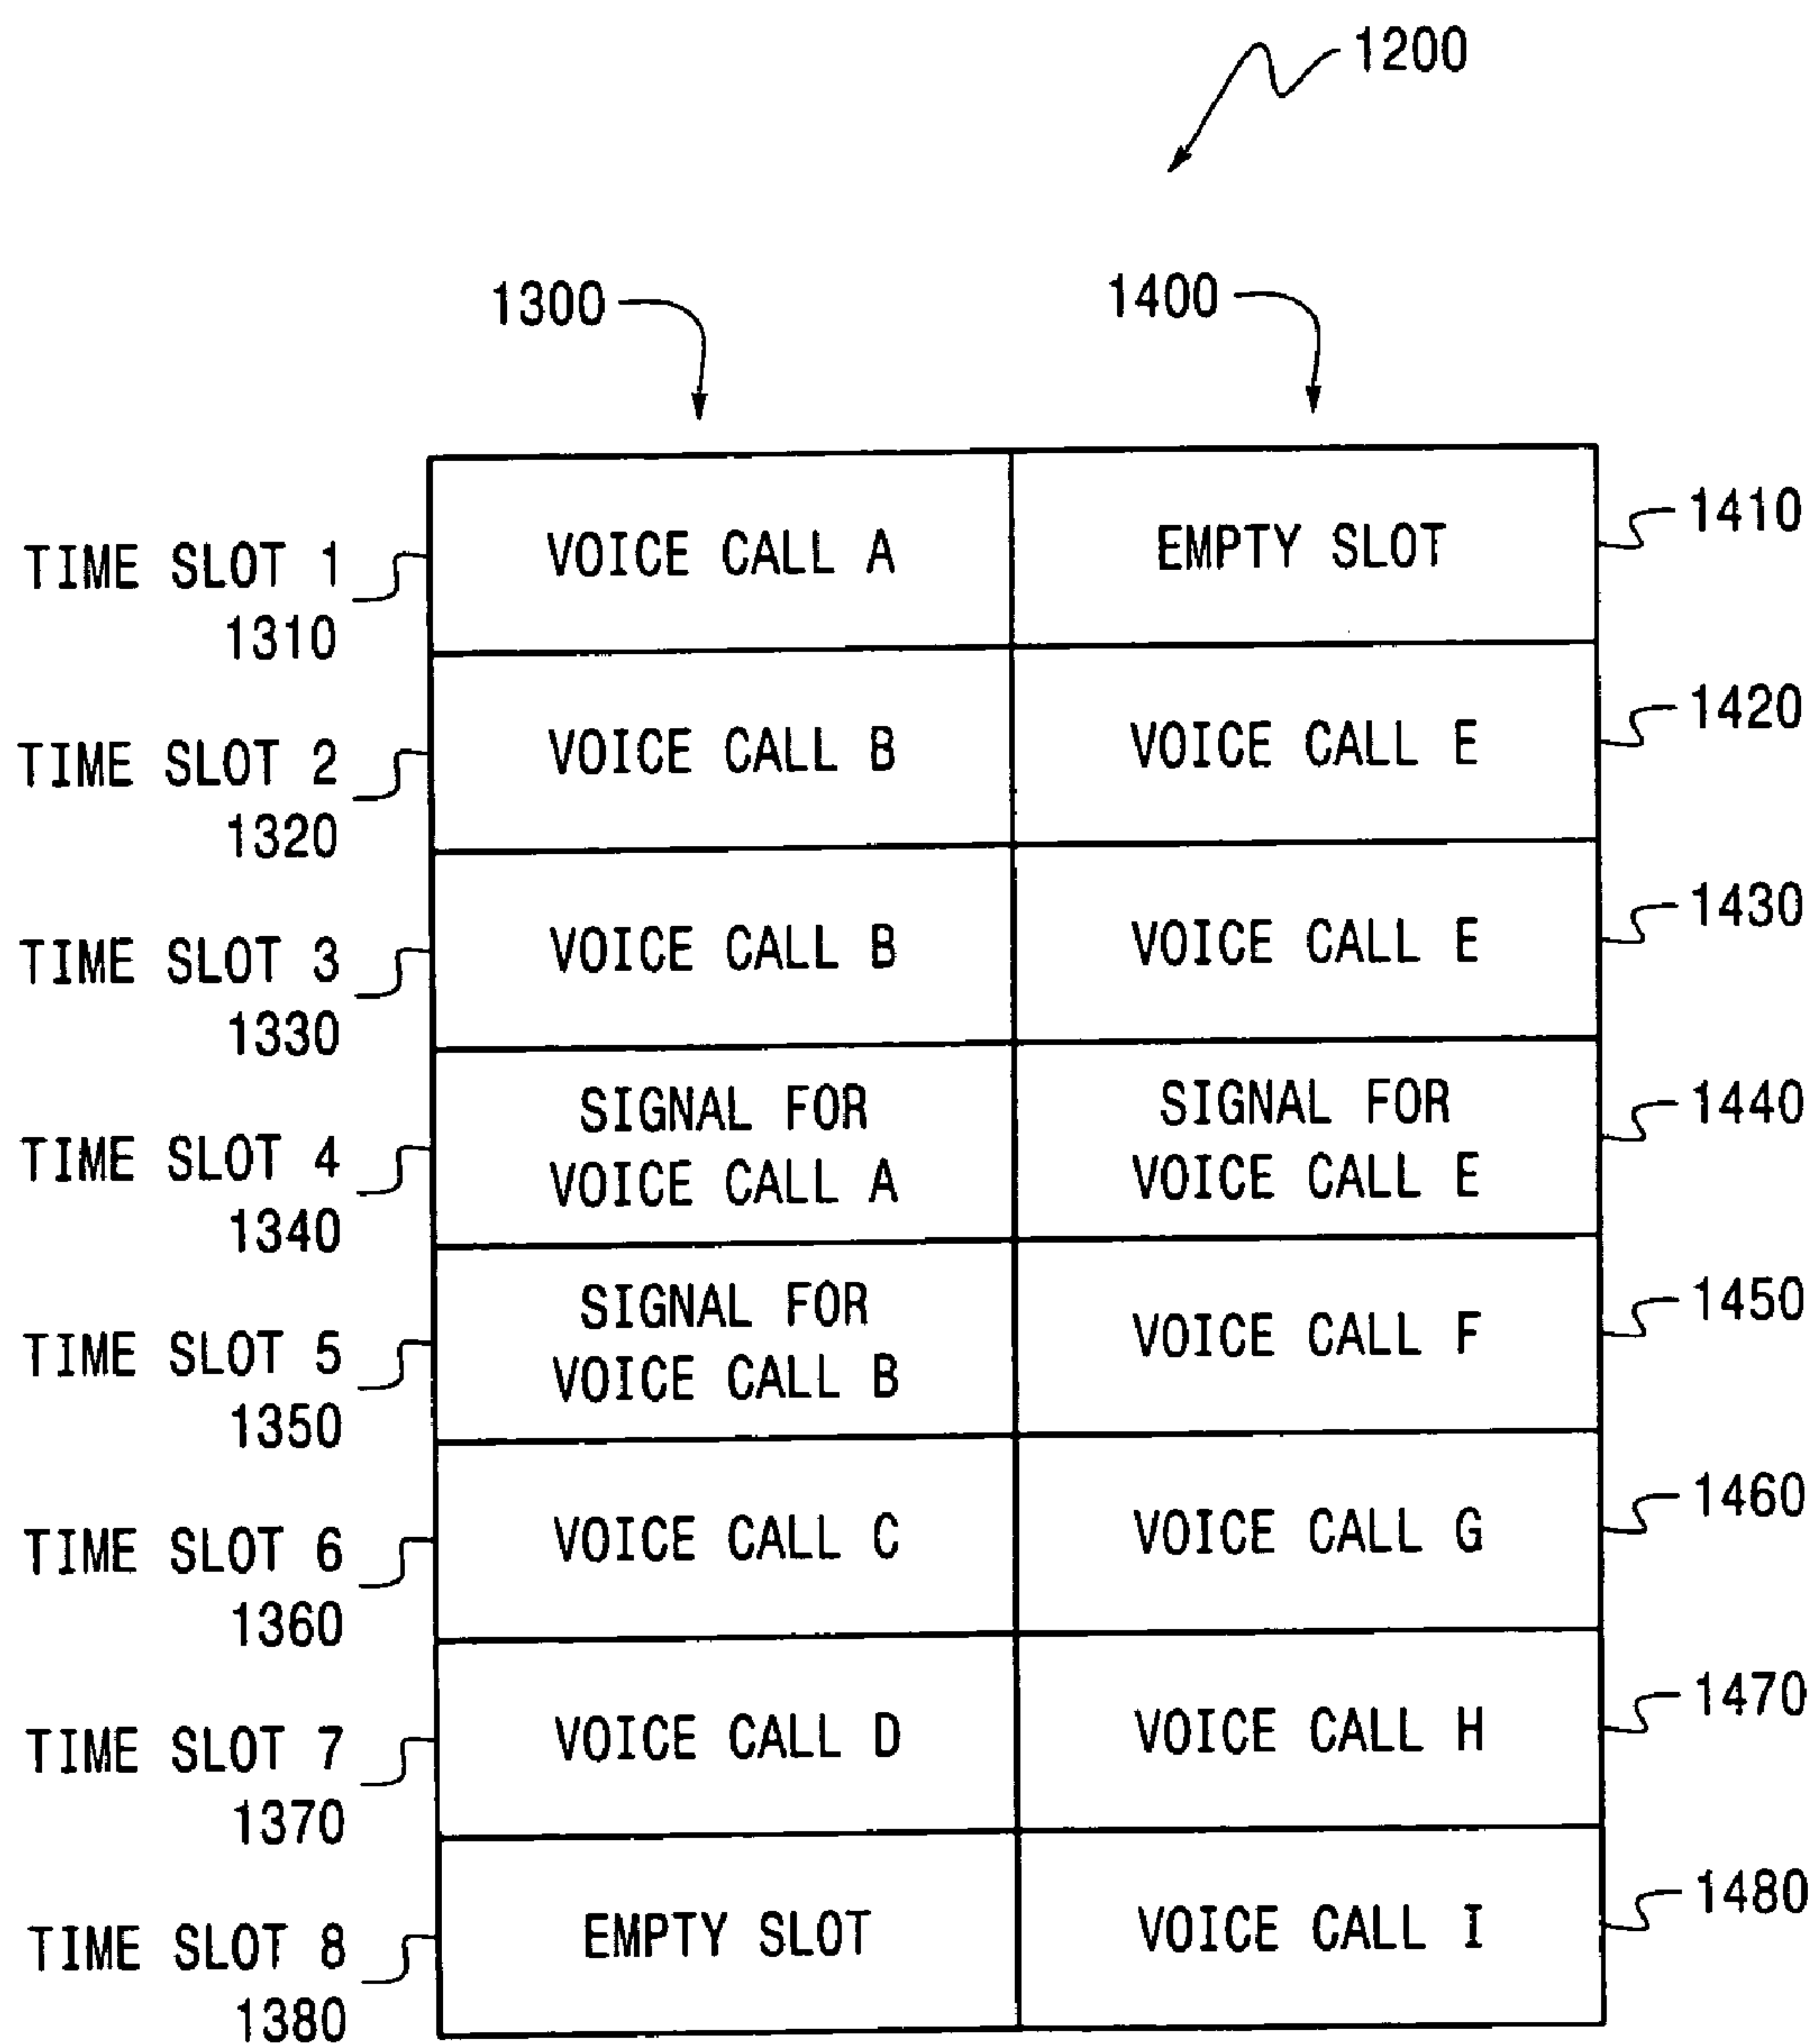 1200
1300
1400
TIME SLOT 1
1310
VOICE CALL A
EMPTY SLOT
1410
TIME SLOT 2
1320
VOICE CALL B
VOICE CALL E
1420
TIME SLOT 3
1330
VOICE CALL B
VOICE CALL E
1430
TIME SLOT 4
1340
SIGNAL FOR
VOICE CALL A
SIGNAL FOR
VOICE CALL E
1440
TIME SLOT 5
1350
SIGNAL FOR
VOICE CALL B
VOICE CALL F
1450
TIME SLOT 6
1360
VOICE CALL C
VOICE CALL G
1460
TIME SLOT 7
1370
VOICE CALL D
VOICE CALL H
1470
TIME SLOT 8
1380
EMPTY SLOT
VOICE CALL I
1480